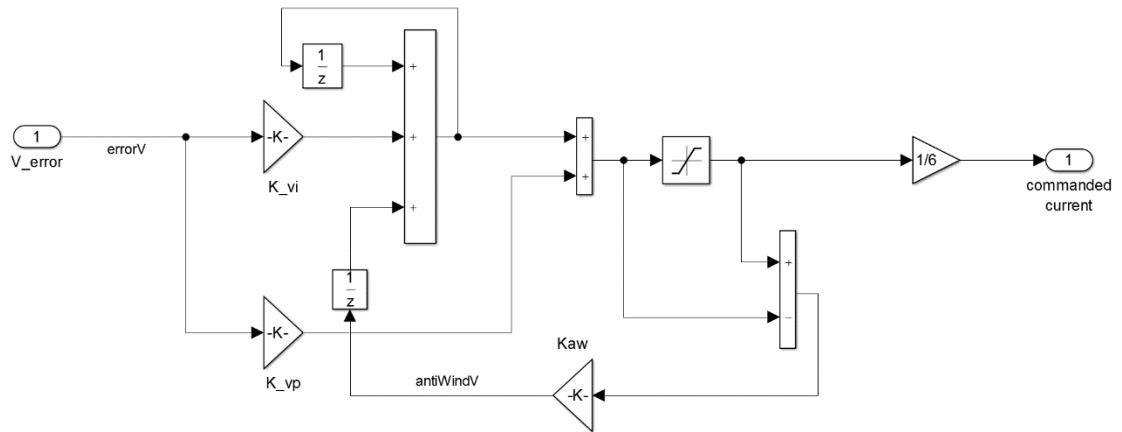 1
z
+
1
V_error
errorV
-K-
K_vi
+
+
+
+
1/6
1
commanded
current
1
z
-K-
K_vp
+
−
Kaw
antiWindV
-K-